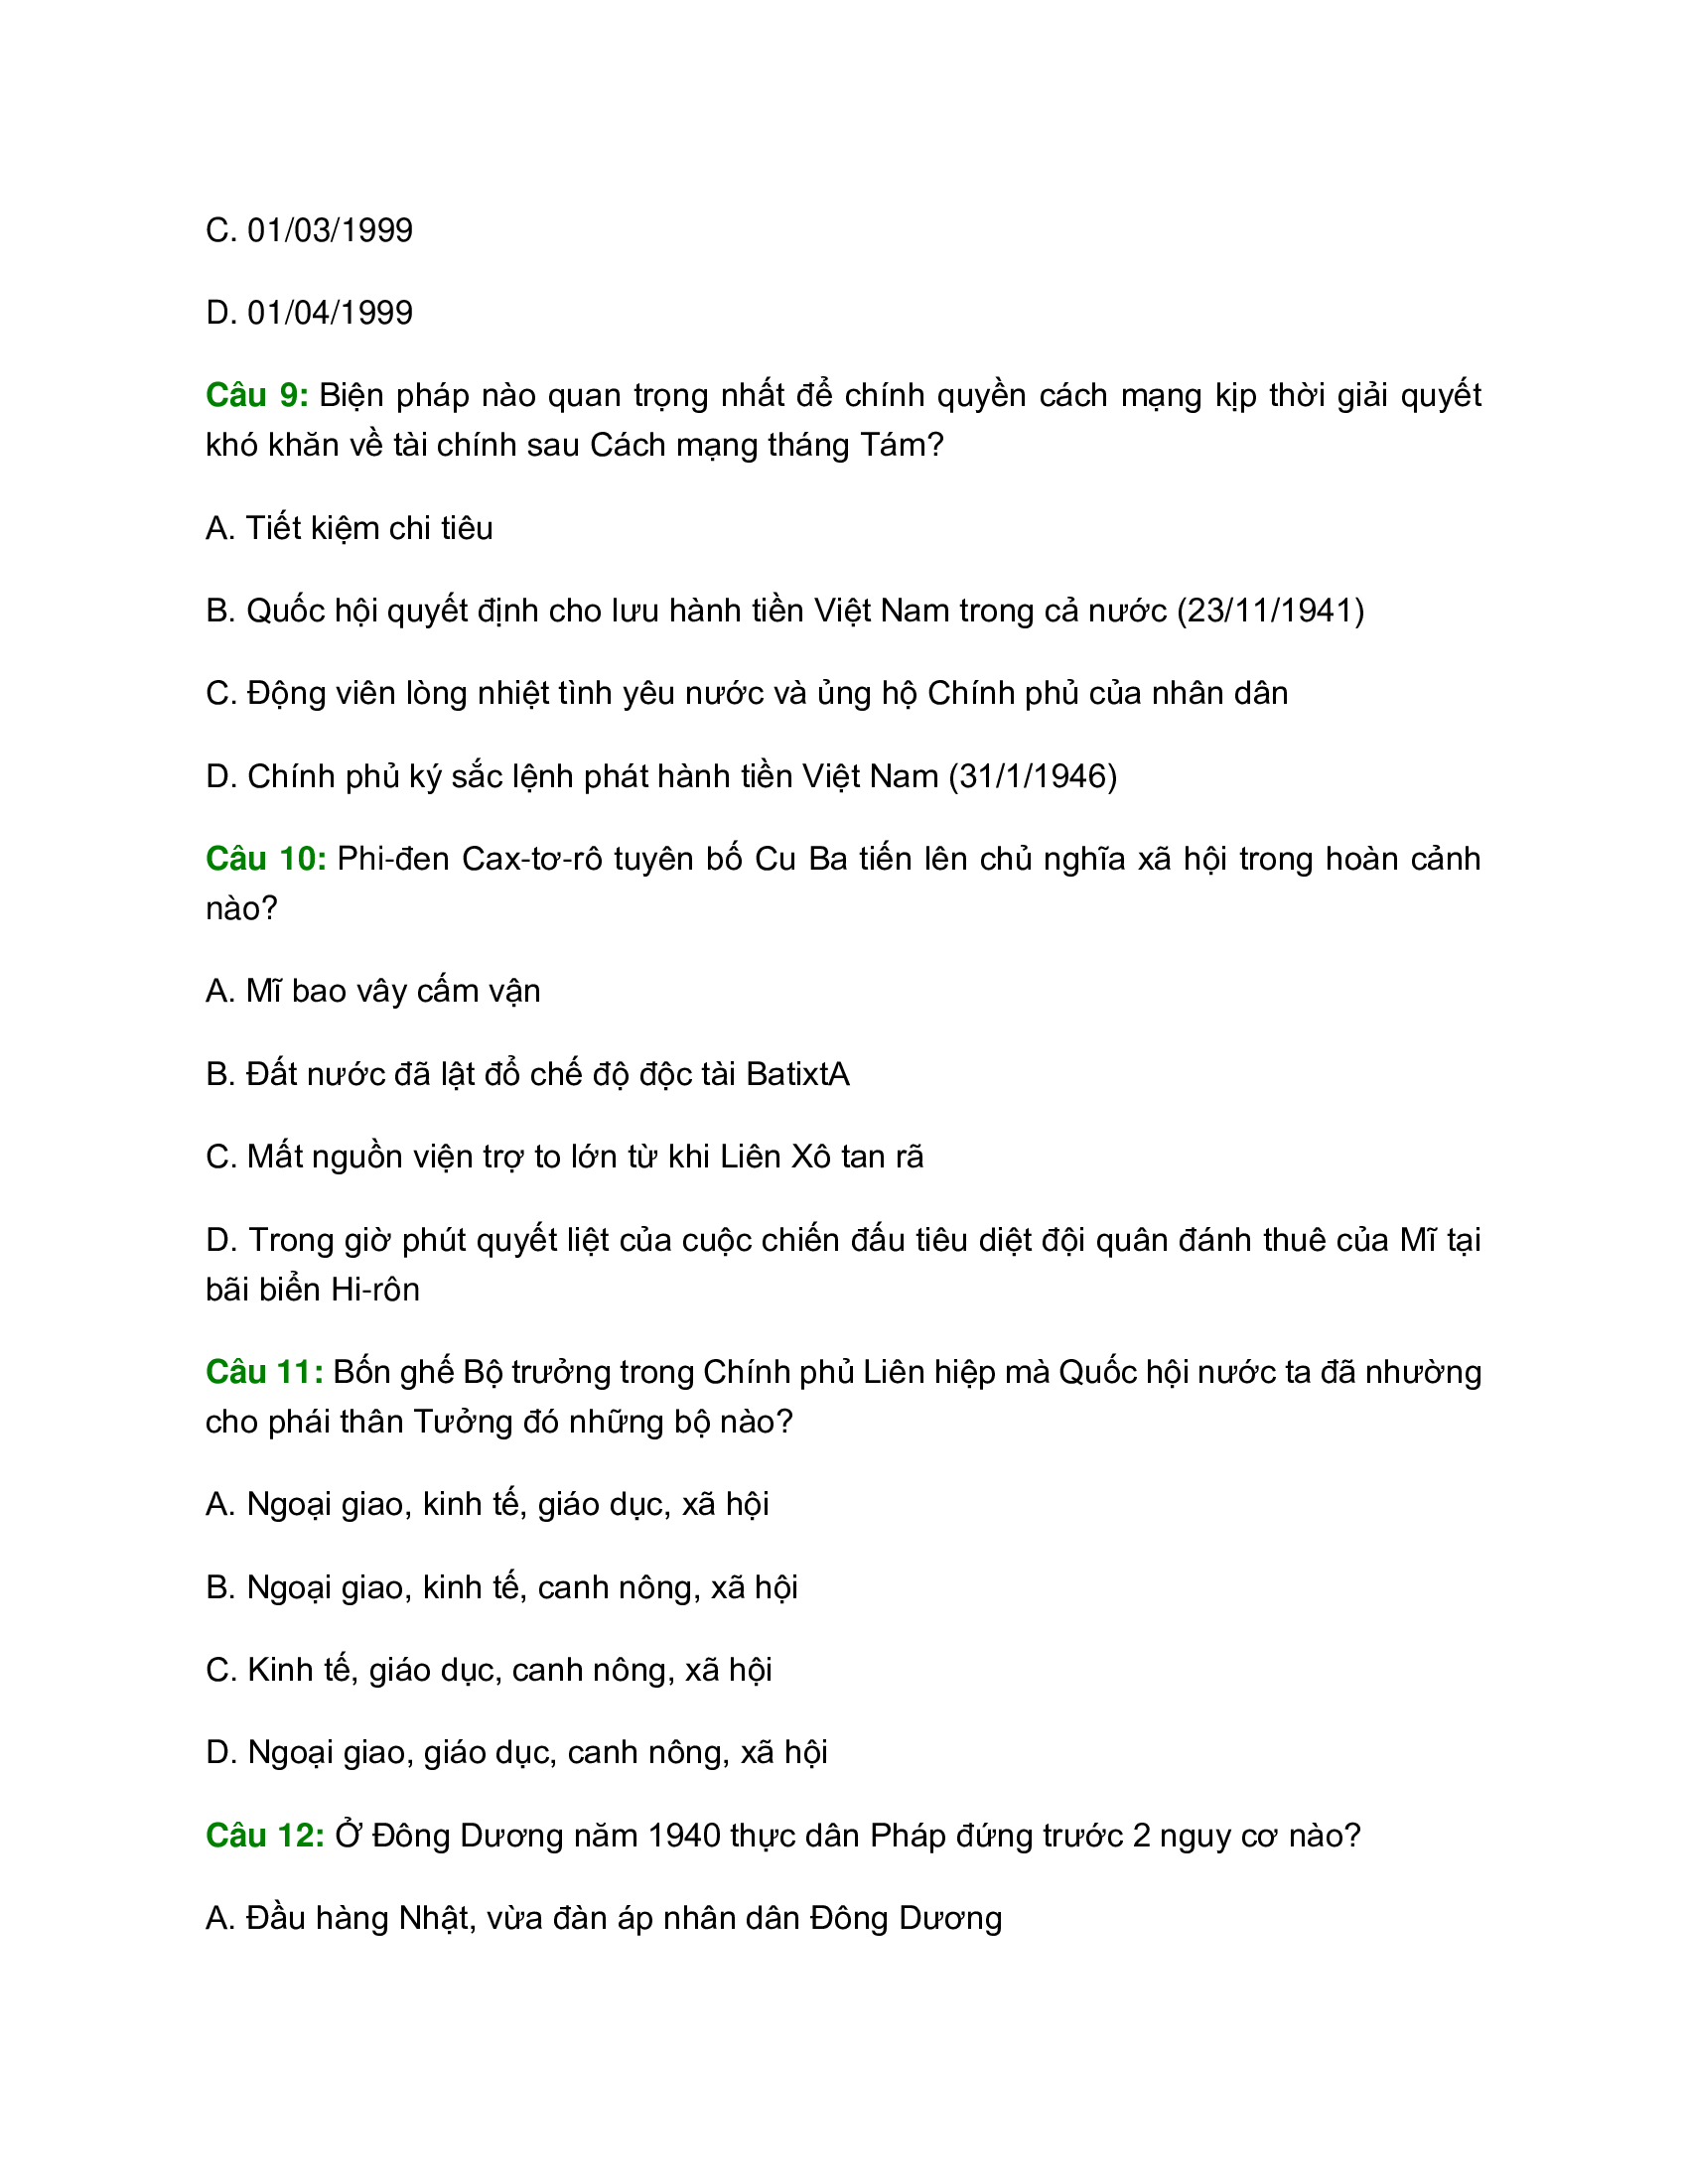 C. 01/03/1999
D. 01/04/1999
Câu 9: Biện pháp nào quan trọng nhất để chính quyền cách mạng kịp thời giải quyết
khó khăn về tài chính sau Cách mạng tháng Tám?
A. Tiết kiệm chi tiêu
B. Quốc hội quyết định cho lưu hành tiền Việt Nam trong cả nước (23/11/1941)
C. Động viên lòng nhiệt tình yêu nước và ủng hộ Chính phủ của nhân dân
D. Chính phủ ký sắc lệnh phát hành tiền Việt Nam (31/1/1946)
Câu 10: Phi-đen Cax-tơ-rô tuyên bố Cu Ba tiến lên chủ nghĩa xã hội trong hoàn cảnh
nào?
A. Mĩ bao vây cấm vận
B. Đất nước đã lật đổ chế độ độc tài BatixtA
C. Mất nguồn viện trợ to lớn từ khi Liên Xô tan rã
D. Trong giờ phút quyết liệt của cuộc chiến đấu tiêu diệt đội quân đánh thuê của Mĩ tại
bãi biển Hi-rôn
Câu 11: Bốn ghế Bộ trưởng trong Chính phủ Liên hiệp mà Quốc hội nước ta đã nhường
cho phái thân Tưởng đó những bộ nào?
A. Ngoại giao, kinh tế, giáo dục, xã hội
B. Ngoại giao, kinh tế, canh nông, xã hội
C. Kinh tế, giáo dục, canh nông, xã hội
D. Ngoại giao, giáo dục, canh nông, xã hội
Câu 12: Ở Đông Dương năm 1940 thực dân Pháp đứng trước 2 nguy cơ nào?
A. Đầu hàng Nhật, vừa đàn áp nhân dân Đông Dương